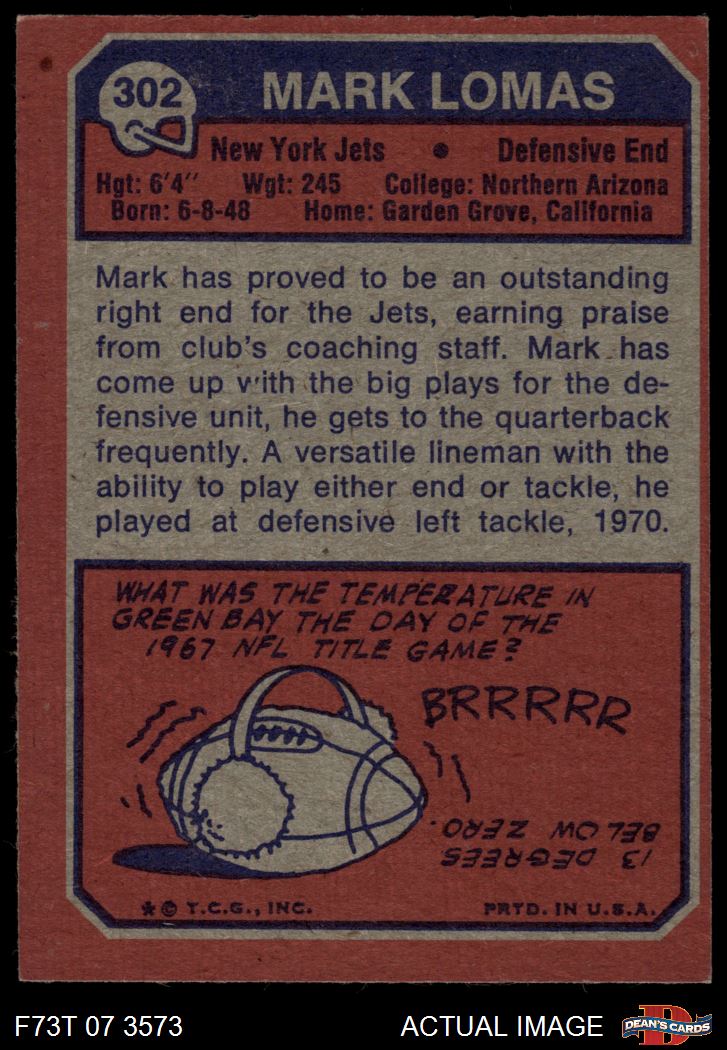 302 MARK LOMAS
New York Jets • Defensive End
Hgt: 6'4" Wgt: 245 College: Northern Arizona
Born: 6-8-48 Home: Garden Grove, California
Mark has proved to be an outstanding
right end for the Jets, earning praise
from club's coaching staff. Mark has
come up with the big plays for the de-
fensive unit, he gets to the quarterback
frequently. A versatile lineman with the
ability to play either end or tackle, he
played at defensive left tackle, 1970.
WHAT WAS THE TEMPERATURE IN
GREEN BAY THE DAY OF THE
1967 NFL TITLE GAME?
BRRRRR
13 DEGREES
BELOW ZERO.
★ © T.C.G., INC. PRTD. IN U.S.A.
F73T 07 3573 ACTUAL IMAGE D DEAN'S CARDS